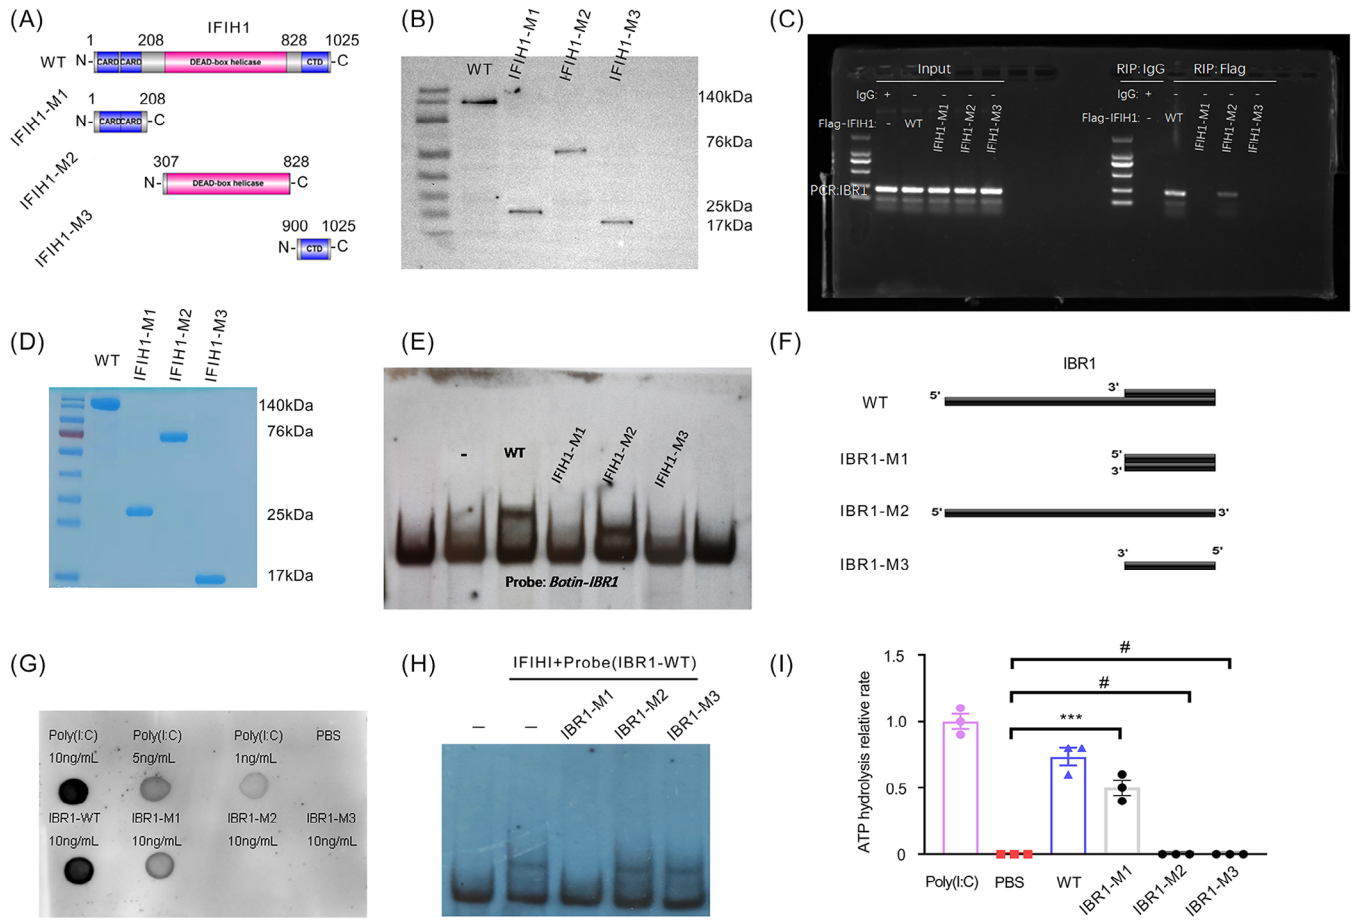 (A)
IFIH1
1 208 828 1025
WT N- CARD CARD DEAD-box helicase CTD -C
1 208
IFIH1-M1 N- CARD CARD -C
307 828
IFIH1-M2 N- DEAD-box helicase -C
900 1025
IFIH1-M3 N- CTD -C
(B)
WT IFIH1-M1 IFIH1-M2 IFIH1-M3
140kDa
76kDa
25kDa
17kDa
(C)
Input RIP: IgG RIP: Flag
IgG: + - - - - + - - - -
Flag-IFIH1: - WT IFIH1-M1 IFIH1-M2 IFIH1-M3 Flag-IFIH1: - WT IFIH1-M1 IFIH1-M2 IFIH1-M3
IgG:
PCR:IBR1
(D)
WT IFIH1-M1 IFIH1-M2 IFIH1-M3
140kDa
76kDa
25kDa
17kDa
(E)
- WT IFIH1-M1 IFIH1-M2 IFIH1-M3
Probe: Botin-IBR1
(F)
IBR1
WT 5' 3'
IBR1-M1 5' 3'
IBR1-M2 5' 3'
IBR1-M3 3' 5'
(G)
Poly(I:C) Poly(I:C) Poly(I:C) PBS
10ng/mL 5ng/mL 1ng/mL
IBR1-WT IBR1-M1 IBR1-M2 IBR1-M3
10ng/mL 10ng/mL 10ng/mL 10ng/mL
(H)
IFIHI+Probe(IBR1-WT)
— — IBR1-M1 IBR1-M2 IBR1-M3
(I)
ATP hydrolysis relative rate
1.5
1.0
0.5
0
#
#
***
Poly(I:C) PBS WT IBR1-M1 IBR1-M2 IBR1-M3